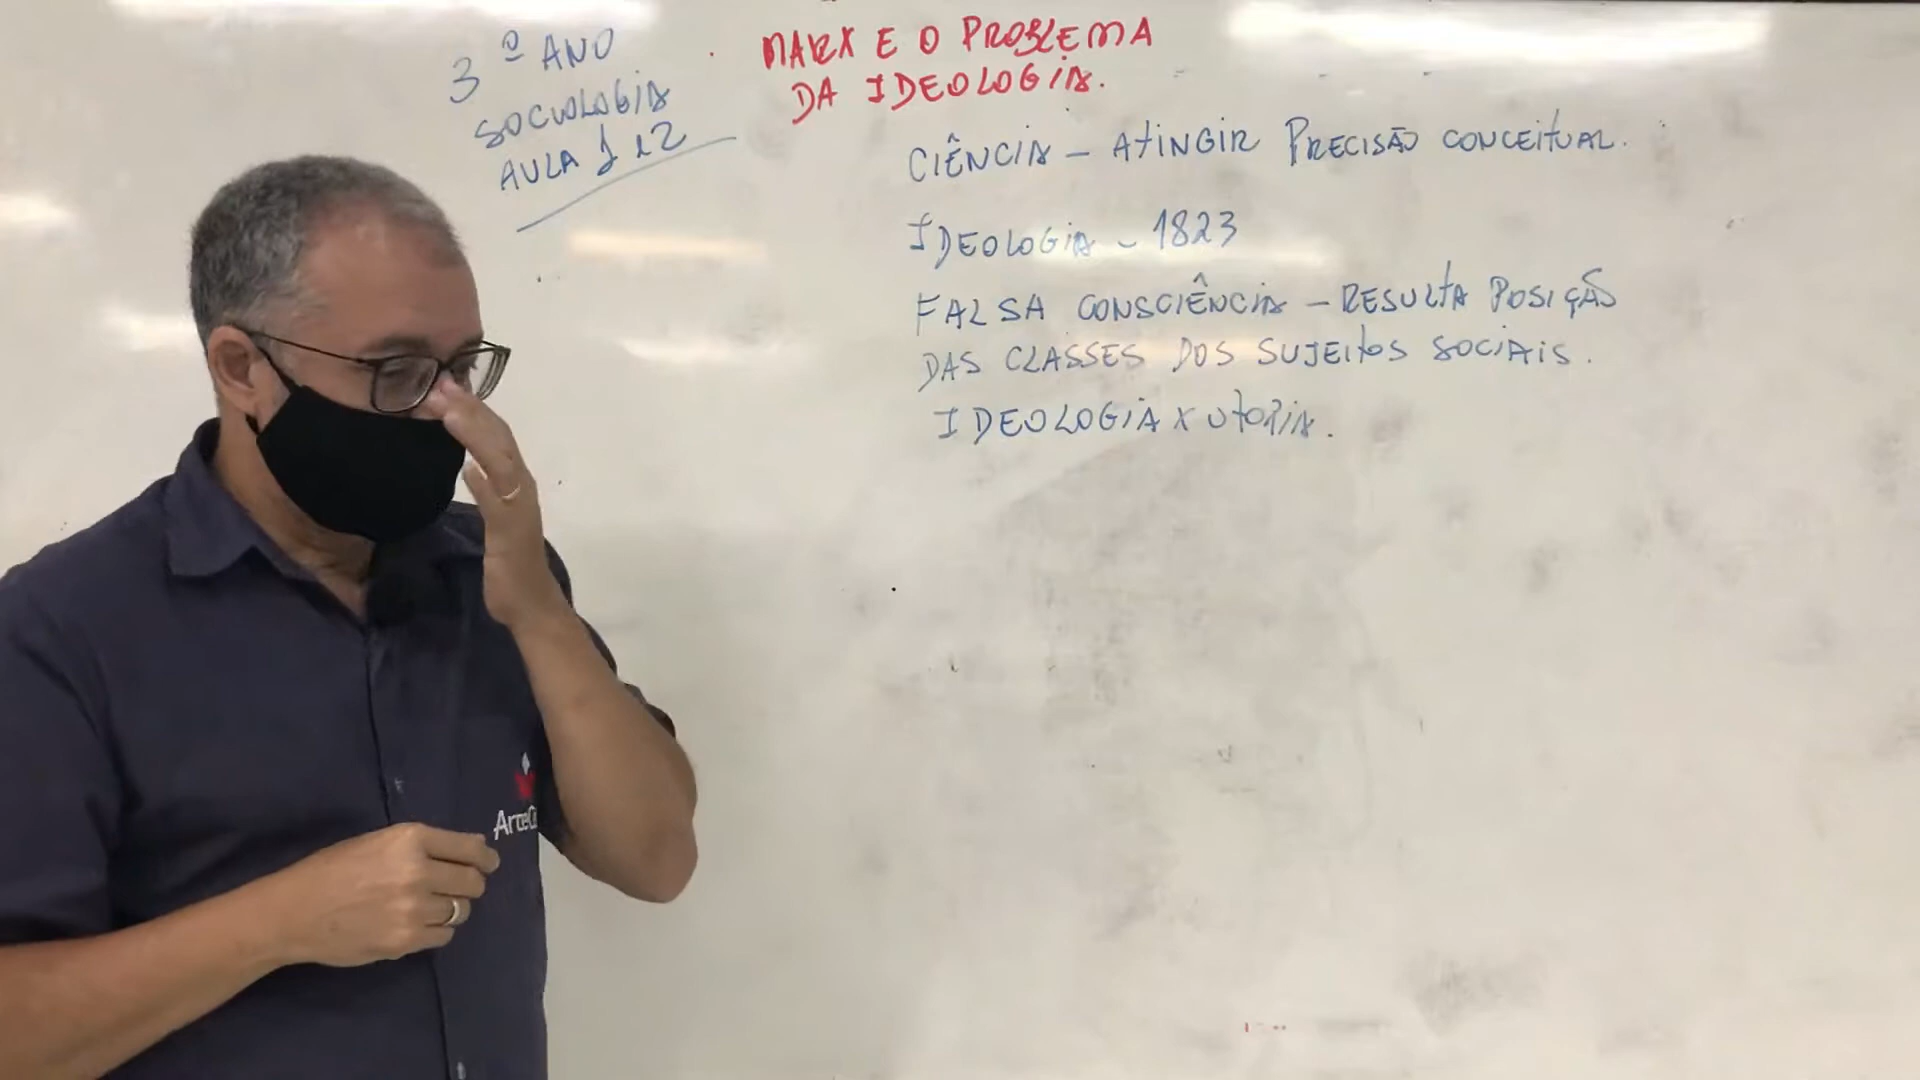 3º ANO
SOCIOLOGIA
AULA 1 e 2
MARX E O PROBLEMA
DA IDEOLOGIA.
CIÊNCIA – ATINGIR PRECISÃO CONCEITUAL.
IDEOLOGIA – 1823
FALSA CONSCIÊNCIA – RESULTA POSIÇÃO
DAS CLASSES DOS SUJEITOS SOCIAIS.
IDEOLOGIA X UTOPIA.